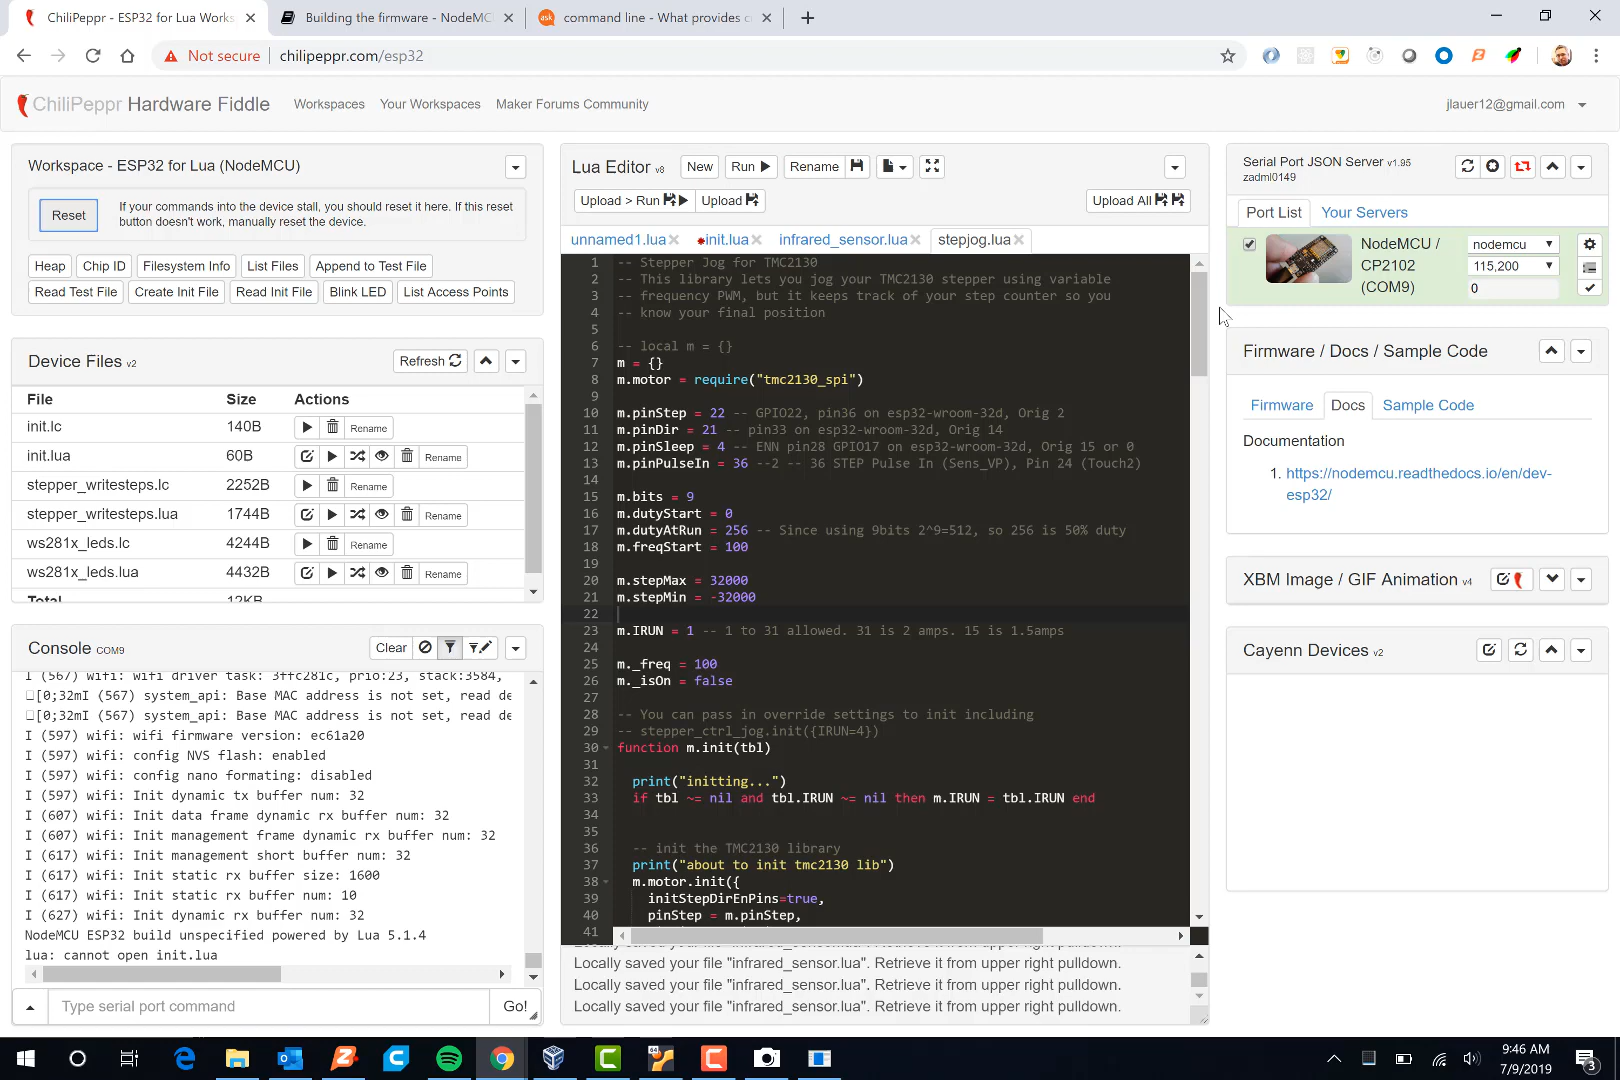 ChiliPeppr - ESP32 for Lua Works
Building the firmware - NodeMC
ask
command line - What provides c
Not secure
chilipeppr.com/esp32
ChiliPeppr Hardware Fiddle
Workspaces
Your Workspaces
Maker Forums Community
jlauer12@gmail.com
Workspace - ESP32 for Lua (NodeMCU)
Reset
If your commands into the device stall, you should reset it here. If this reset
button doesn't work, manually reset the device.
Heap
Chip ID
Filesystem Info
List Files
Append to Test File
Read Test File
Create Init File
Read Init File
Blink LED
List Access Points
Device Files v2
Refresh
File Size Actions
init.lc 140B Rename
init.lua 60B Rename
stepper_writesteps.lc 2252B Rename
stepper_writesteps.lua 1744B Rename
ws281x_leds.lc 4244B Rename
ws281x_leds.lua 4432B Rename
Total 12KB
Console COM9
Clear
I (567) wifi: wifi driver task: 3ffc281c, prio:23, stack:3584,
[0;32mI (567) system_api: Base MAC address is not set, read de
[0;32mI (567) system_api: Base MAC address is not set, read de
I (597) wifi: wifi firmware version: ec61a20
I (597) wifi: config NVS flash: enabled
I (597) wifi: config nano formating: disabled
I (597) wifi: Init dynamic tx buffer num: 32
I (607) wifi: Init data frame dynamic rx buffer num: 32
I (607) wifi: Init management frame dynamic rx buffer num: 32
I (617) wifi: Init management short buffer num: 32
I (617) wifi: Init static rx buffer size: 1600
I (617) wifi: Init static rx buffer num: 10
I (627) wifi: Init dynamic rx buffer num: 32
NodeMCU ESP32 build unspecified powered by Lua 5.1.4
lua: cannot open init.lua
Type serial port command
Go!
Lua Editor v8
New
Run
Rename
Upload > Run
Upload
Upload All
unnamed1.lua
init.lua
infrared_sensor.lua
stepjog.lua
1 -- Stepper Jog for TMC2130
2 -- This library lets you jog your TMC2130 stepper using variable
3 -- frequency PWM, but it keeps track of your step counter so you
4 -- know your final position
5
6 -- local m = {}
7 m = {}
8 m.motor = require("tmc2130_spi")
9
10 m.pinStep = 22 -- GPIO22, pin36 on esp32-wroom-32d, Orig 2
11 m.pinDir = 21 -- pin33 on esp32-wroom-32d, Orig 14
12 m.pinSleep = 4 -- ENN pin28 GPIO17 on esp32-wroom-32d, Orig 15 or 0
13 m.pinPulseIn = 36 --2 -- 36 STEP Pulse In (Sens_VP), Pin 24 (Touch2)
14
15 m.bits = 9
16 m.dutyStart = 0
17 m.dutyAtRun = 256 -- Since using 9bits 2^9=512, so 256 is 50% duty
18 m.freqStart = 100
19
20 m.stepMax = 32000
21 m.stepMin = -32000
22
23 m.IRUN = 1 -- 1 to 31 allowed. 31 is 2 amps. 15 is 1.5amps
24
25 m._freq = 100
26 m._isOn = false
27
28 -- You can pass in override settings to init including
29 -- stepper_ctrl_jog.init({IRUN=4})
30 function m.init(tbl)
31
32 print("initting...")
33 if tbl ~= nil and tbl.IRUN ~= nil then m.IRUN = tbl.IRUN end
34
35
36 -- init the TMC2130 library
37 print("about to init tmc2130 lib")
38 m.motor.init({
39 initStepDirEnPins=true,
40 pinStep = m.pinStep,
41
Locally saved your file "infrared_sensor.lua". Retrieve it from upper right pulldown.
Locally saved your file "infrared_sensor.lua". Retrieve it from upper right pulldown.
Locally saved your file "infrared_sensor.lua". Retrieve it from upper right pulldown.
Locally saved your file "infrared_sensor.lua". Retrieve it from upper right pulldown.
Serial Port JSON Server v1.95
zadml0149
Port List
Your Servers
NodeMCU /
CP2102
(COM9)
nodemcu
115,200
0
Firmware / Docs / Sample Code
Firmware
Docs
Sample Code
Documentation
1. https://nodemcu.readthedocs.io/en/dev-
esp32/
XBM Image / GIF Animation v4
Cayenn Devices v2
9:46 AM
7/9/2019
3